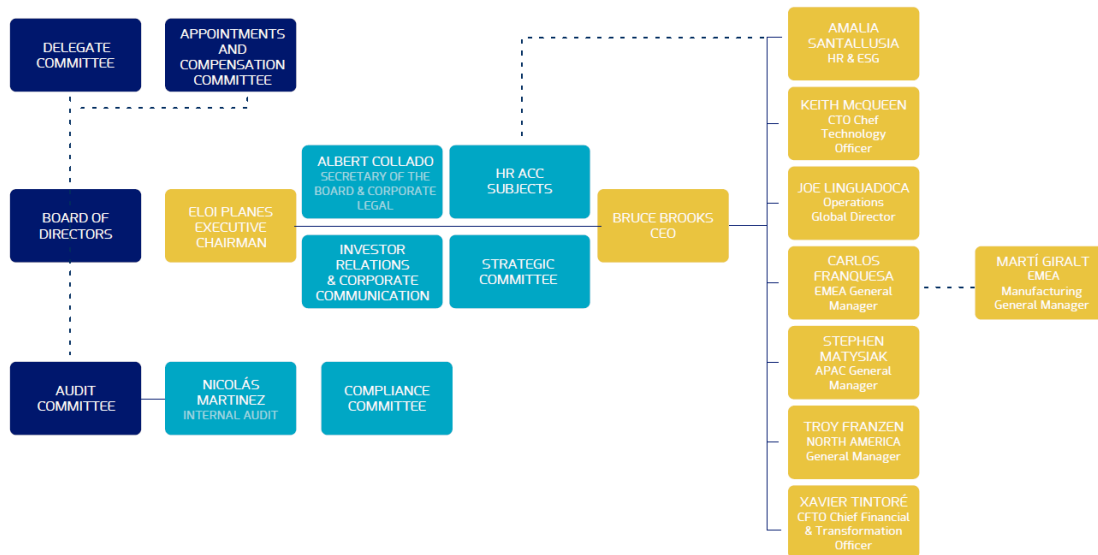 DELEGATE
COMMITTEE
APPOINTMENTS
AND
COMPENSATION
COMMITTEE
AMALIA
SANTALLUSIA
HR & ESG
KEITH McQUEEN
CTO Chef
Technology
Officer
ALBERT COLLADO
SECRETARY OF THE
BOARD & CORPORATE
LEGAL
HR ACC
SUBJECTS
JOE LINGUADOCA
Operations
Global Director
BOARD OF
DIRECTORS
ELOI PLANES
EXECUTIVE
CHAIRMAN
BRUCE BROOKS
CEO
INVESTOR
RELATIONS
& CORPORATE
COMMUNICATION
STRATEGIC
COMMITTEE
CARLOS
FRANQUESA
EMEA General
Manager
MARTÍ GIRALT
EMEA
Manufacturing
General Manager
STEPHEN
MATYSIAK
APAC General
Manager
AUDIT
COMMITTEE
NICOLÁS
MARTINEZ
INTERNAL AUDIT
COMPLIANCE
COMMITTEE
TROY FRANZEN
NORTH AMERICA
General Manager
XAVIER TINTORÉ
CFTO Chief Financial
& Transformation
Officer